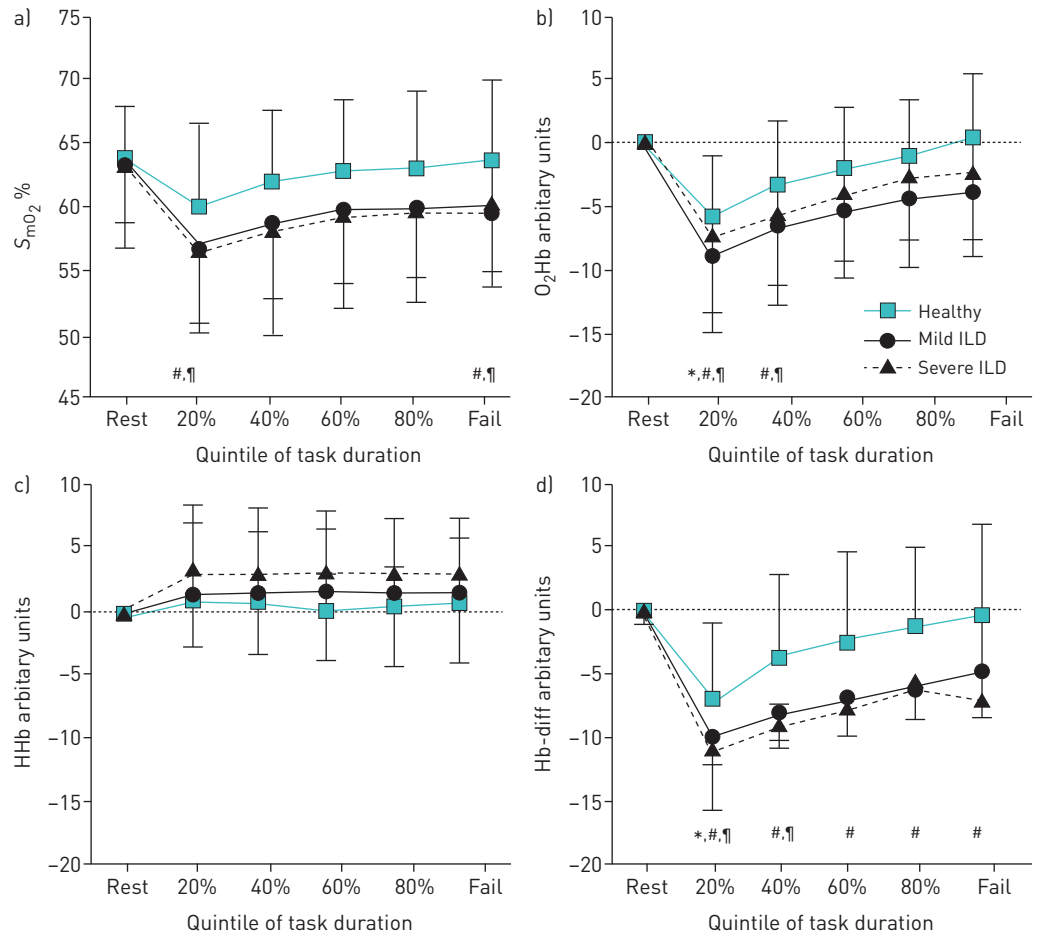 a)
75
70
65
60
55
50
45
SmO2 %
#,¶
#,¶
Rest 20% 40% 60% 80% Fail
Quintile of task duration
b)
10
5
0
–5
–10
–15
–20
O2Hb arbitary units
Healthy
Mild ILD
Severe ILD
*,#,¶
#,¶
Rest 20% 40% 60% 80% Fail
Quintile of task duration
c)
10
5
0
–5
–10
–15
–20
HHb arbitary units
Rest 20% 40% 60% 80% Fail
Quintile of task duration
d)
10
5
0
–5
–10
–15
–20
Hb-diff arbitary units
*,#,¶
#,¶
#
#
#
Rest 20% 40% 60% 80% Fail
Quintile of task duration